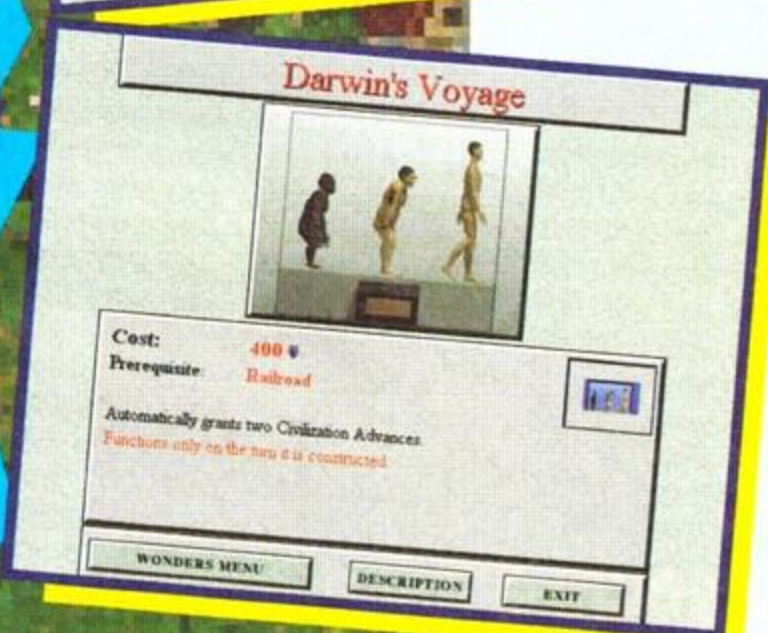 Darwin's Voyage
Cost: 400
Prerequisite: Railroad
Automatically grants two Civilization Advances.
Functions only on the turn it is constructed.
WONDERS MENU DESCRIPTION EXIT